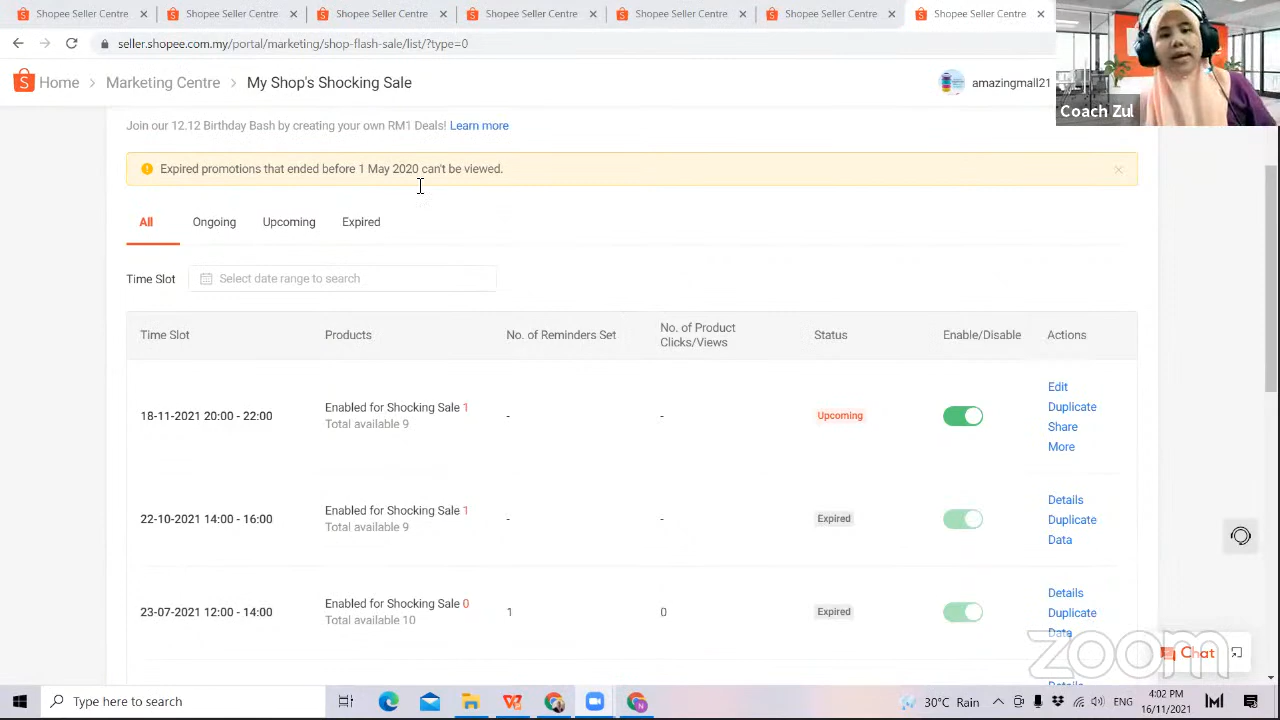 Shopee Seller Centre
Shopee Seller Centre
Shopee Seller Centre
Shopee Seller Centre
Shopee Seller Centre
Shopee Seller Centre
Shopee Seller Centre
seller.shopee.com.my/portal/marketing/shop-flash-sale/list/?type=0
Home > Marketing Centre > My Shop's Shocking Sale
amazingmall21
Coach Zul
Join our 12.12 Birthday Bash by creating your own RM1 Deals! Learn more
Expired promotions that ended before 1 May 2020 can't be viewed.
All Ongoing Upcoming Expired
Time Slot Select date range to search
Time Slot Products No. of Reminders Set No. of Product Clicks/Views Status Enable/Disable Actions
18-11-2021 20:00 - 22:00
Enabled for Shocking Sale 1
Total available 9
- - Upcoming
Edit
Duplicate
Share
More
22-10-2021 14:00 - 16:00
Enabled for Shocking Sale 1
Total available 9
- - Expired
Details
Duplicate
Data
23-07-2021 12:00 - 14:00
Enabled for Shocking Sale 0
Total available 10
1 0 Expired
Details
Duplicate
Data
Details
zoom
Chat
Type here to search
30°C Rain
4:02 PM
16/11/2021